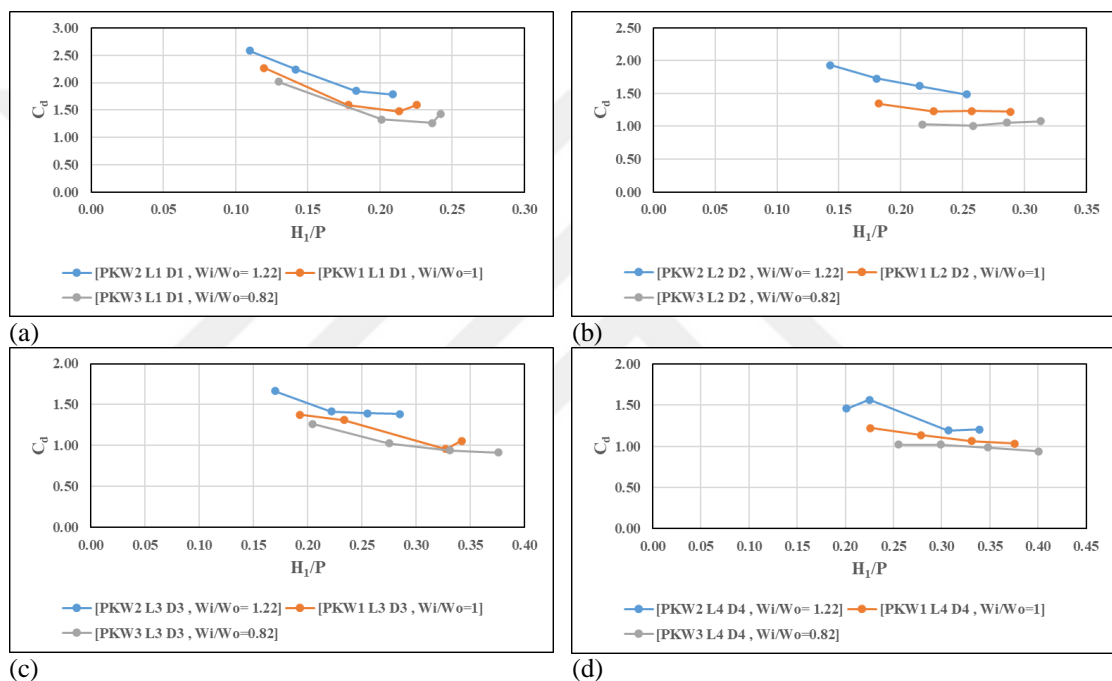 3.00
2.50
2.00
1.50
1.00
0.50
0.00
C_d
0.00 0.05 0.10 0.15 0.20 0.25 0.30
H₁/P
[PKW2 L1 D1 , Wi/Wo= 1.22] [PKW1 L1 D1 , Wi/Wo=1]
[PKW3 L1 D1 , Wi/Wo=0.82]
(a)
2.50
2.00
1.50
1.00
0.50
0.00
C_d
0.00 0.05 0.10 0.15 0.20 0.25 0.30 0.35
H₁/P
[PKW2 L2 D2 , Wi/Wo= 1.22] [PKW1 L2 D2 , Wi/Wo=1]
[PKW3 L2 D2 , Wi/Wo=0.82]
(b)
2.00
1.50
1.00
0.50
0.00
C_d
0.00 0.05 0.10 0.15 0.20 0.25 0.30 0.35 0.40
H₁/P
[PKW2 L3 D3 , Wi/Wo= 1.22] [PKW1 L3 D3 , Wi/Wo=1]
[PKW3 L3 D3 , Wi/Wo=0.82]
(c)
2.00
1.50
1.00
0.50
0.00
C_d
0.00 0.05 0.10 0.15 0.20 0.25 0.30 0.35 0.40 0.45
H₁/P
[PKW2 L4 D4 , Wi/Wo= 1.22] [PKW1 L4 D4 , Wi/Wo=1]
[PKW3 L4 D4 , Wi/Wo=0.82]
(d)